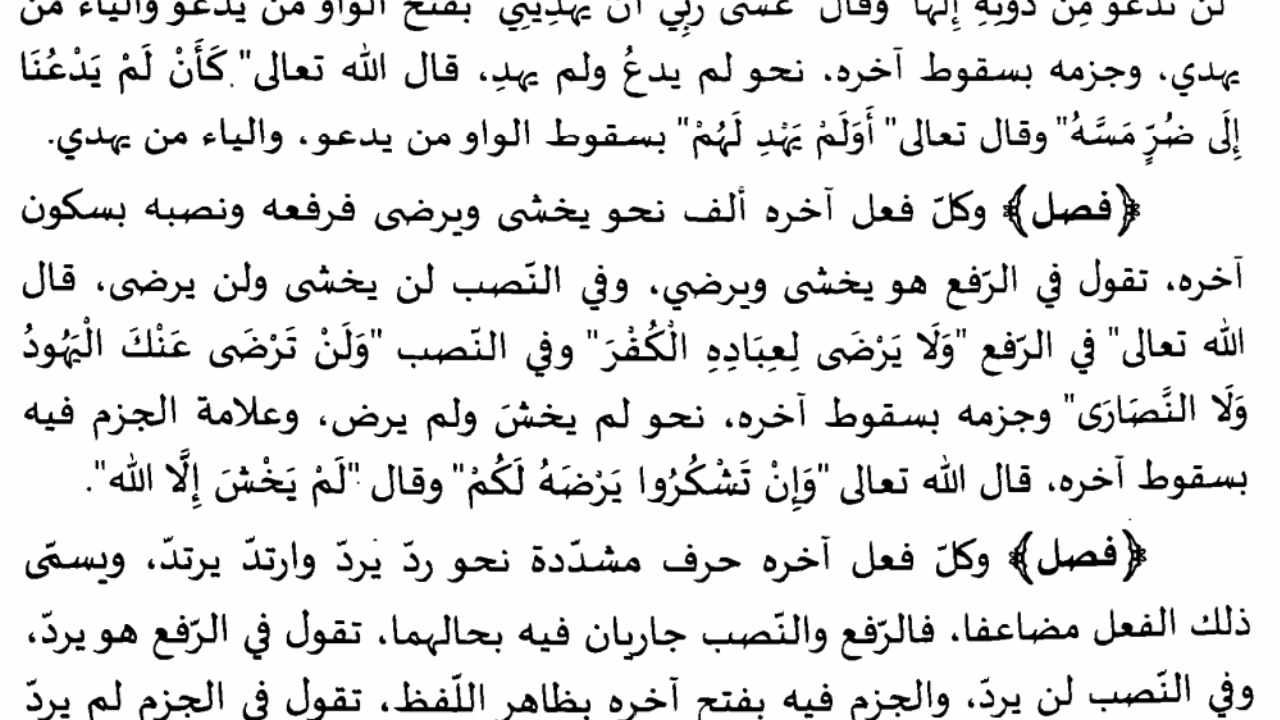 لن ندعو مِن دونِهِ إِلها" وقال "عسى ربِّي أن يهدِينِي" بفتح الواو من يدعو والياء من
يهدي، وجزمه بسقوط آخره، نحو لم يدعُ ولم يهدِ، قال الله تعالى" كَأَنْ لَمْ يَدْعُنَا
إِلَى ضُرٍّ مَسَّهُ" وقال تعالى" أَوَلَمْ يَهْدِ لَهُمْ" بسقوط الواو من يدعو، والياء من يهدي.
﴿فصل﴾ وكلّ فعل آخره ألف نحو يخشى ويرضى فرفعه ونصبه بسكون
آخره، تقول في الرّفع هو يخشى ويرضي، وفي النّصب لن يخشى ولن يرضى، قال
الله تعالى" في الرّفع "وَلَا يَرْضَى لِعِبَادِهِ الْكُفْرَ" وفي النّصب "وَلَنْ تَرْضَى عَنْكَ الْيَهُودُ
وَلَا النَّصَارَى" وجزمه بسقوط آخره، نحو لم يخشَ ولم يرض، وعلامة الجزم فيه
بسقوط آخره، قال الله تعالى "وَإِنْ تَشْكُرُوا يَرْضَهُ لَكُمْ" وقال "لَمْ يَخْشَ إِلَّا الله".
﴿فصل﴾ وكلّ فعل آخره حرف مشدّدة نحو ردّ يردّ وارتدّ يرتدّ، ويسمّى
ذلك الفعل مضاعفا، فالرّفع والنّصب جاريان فيه بحالهما، تقول في الرّفع هو يردّ،
وفي النّصب لن يردّ، والجزم فيه بفتح آخره بظاهر اللّفظ، تقول في الجزم لم يردّ